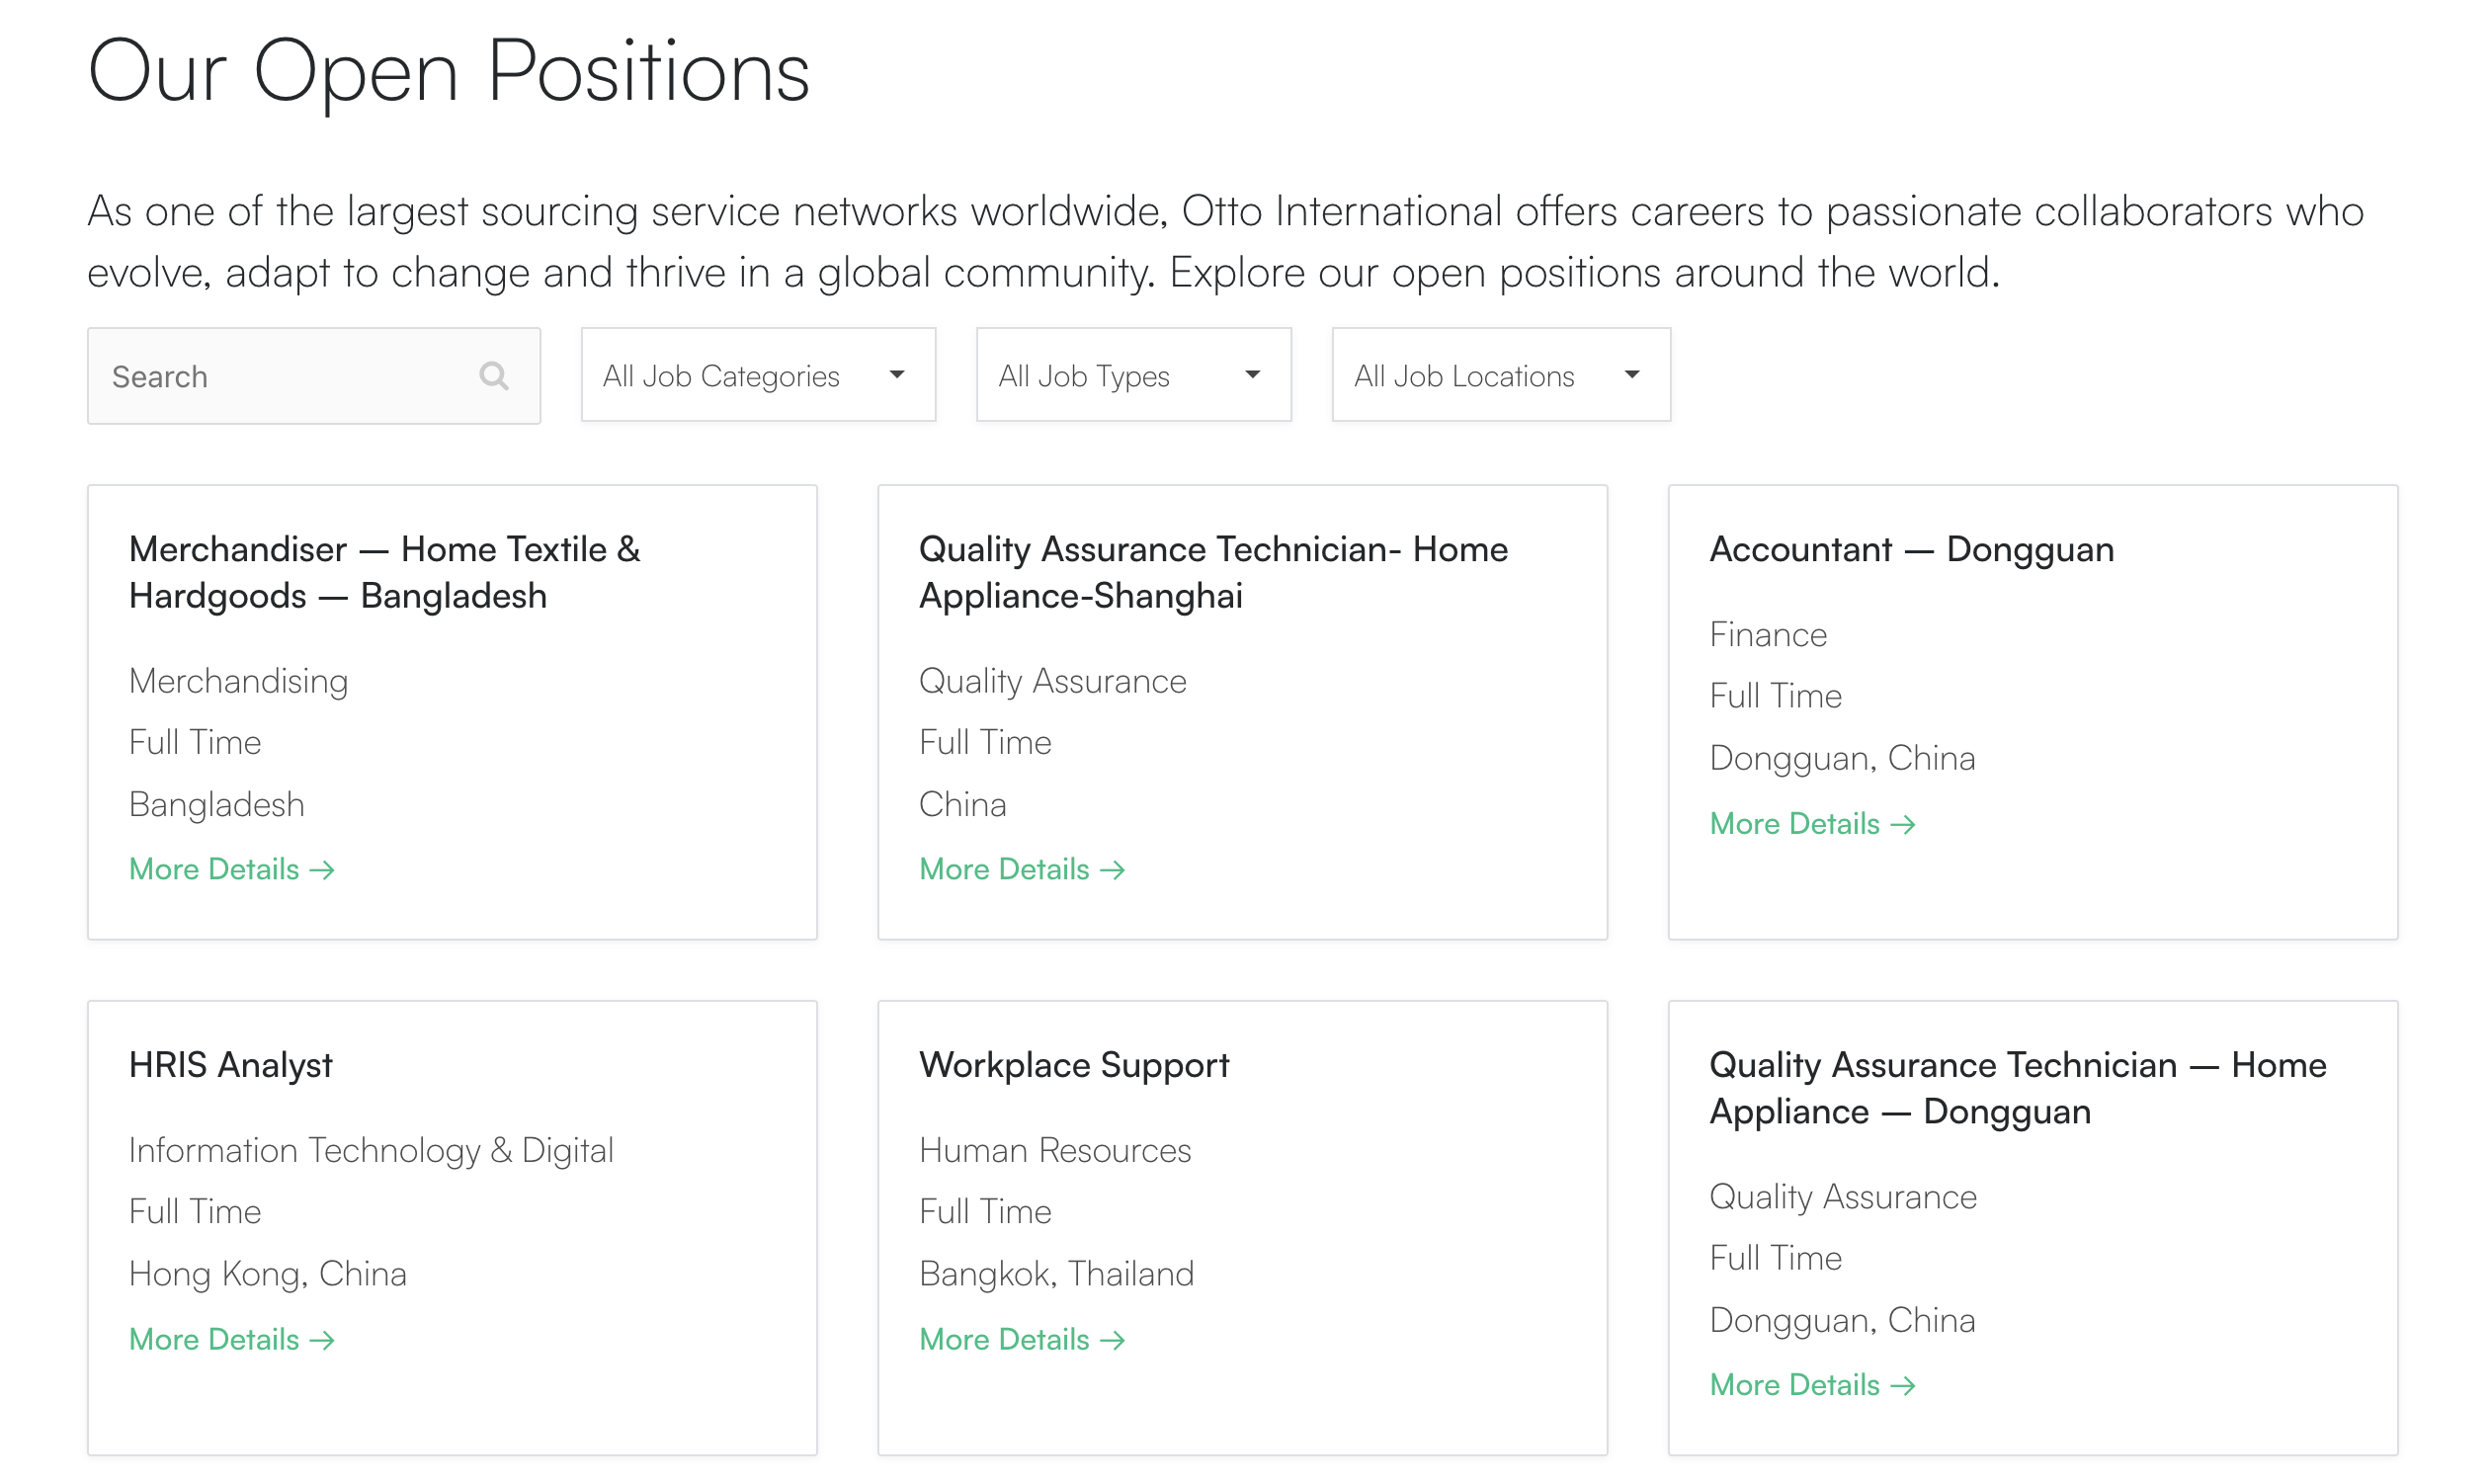 Our Open Positions
As one of the largest sourcing service networks worldwide, Otto International offers careers to passionate collaborators who
evolve, adapt to change and thrive in a global community. Explore our open positions around the world.
Search
All Job Categories
All Job Types
All Job Locations
Merchandiser — Home Textile &
Hardgoods — Bangladesh
Merchandising
Full Time
Bangladesh
More Details →
Quality Assurance Technician- Home
Appliance-Shanghai
Quality Assurance
Full Time
China
More Details →
Accountant — Dongguan
Finance
Full Time
Dongguan, China
More Details →
HRIS Analyst
Information Technology & Digital
Full Time
Hong Kong, China
More Details →
Workplace Support
Human Resources
Full Time
Bangkok, Thailand
More Details →
Quality Assurance Technician — Home
Appliance — Dongguan
Quality Assurance
Full Time
Dongguan, China
More Details →